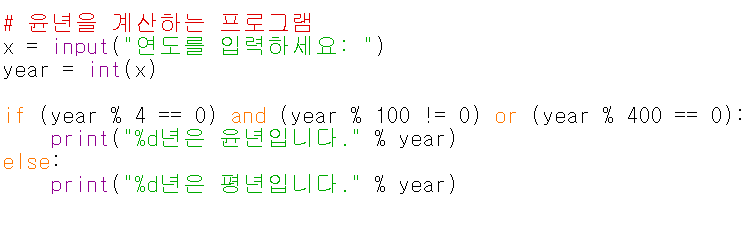 # 윤년을 계산하는 프로그램
x = input("연도를 입력하세요: ")
year = int(x)
if (year % 4 == 0) and (year % 100 != 0) or (year % 400 == 0):
    print("%d년은 윤년입니다." % year)
else:
    print("%d년은 평년입니다." % year)